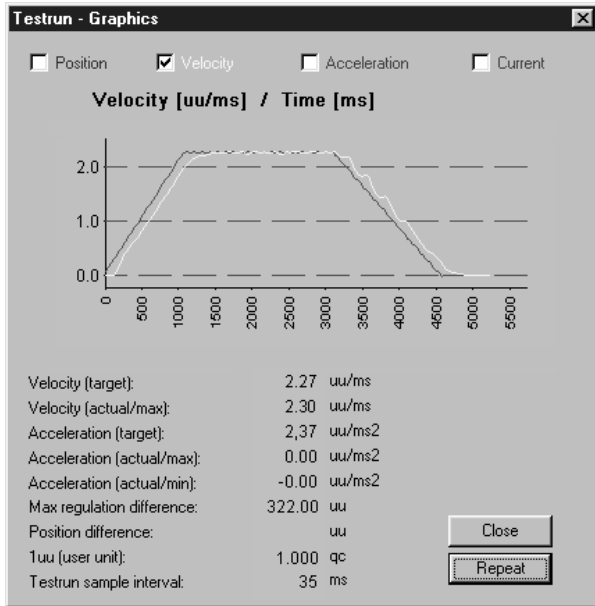 Testrun - Graphics
Position Velocity Acceleration Current
Velocity [uu/ms] / Time [ms]
2.0
1.0
0.0
0 500 1000 1500 2000 2500 3000 3500 4000 4500 5000 5500
Velocity (target): 2.27 uu/ms
Velocity (actual/max): 2.30 uu/ms
Acceleration (target): 2,37 uu/ms2
Acceleration (actual/max): 0.00 uu/ms2
Acceleration (actual/min): -0.00 uu/ms2
Max regulation difference: 322.00 uu
Position difference: uu
1uu (user unit): 1.000 qc
Testrun sample interval: 35 ms
Close
Repeat